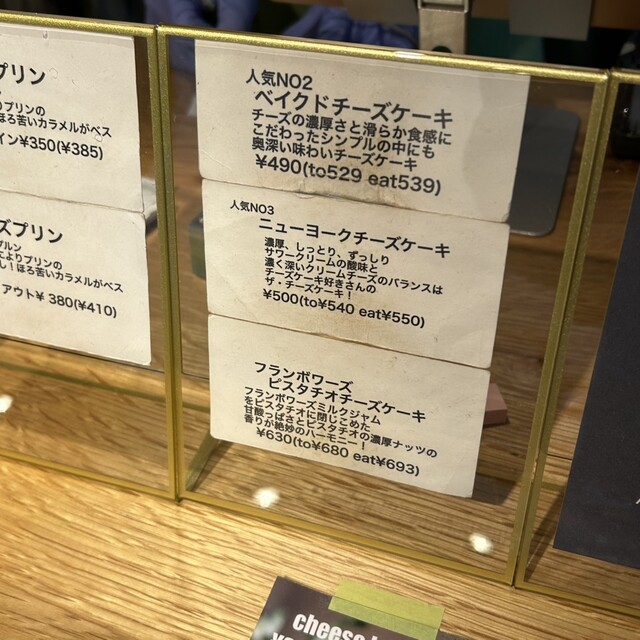 プリン
りプリンの
ほろ苦いカラメルがベス
イン¥350(¥385)
ズプリン
プルン
によりプリンの
し！ほろ苦いカラメルがベス
アウト¥ 380(¥410)
人気NO2
ベイクドチーズケーキ
チーズの濃厚さと滑らか食感に
こだわったシンプルの中にも
奥深い味わいチーズケーキ
¥490(to529 eat539)
人気NO3
ニューヨークチーズケーキ
濃厚、しっとり、ずっしり
サワークリームの酸味と
濃く深いクリームチーズのバランスは
チーズケーキ好きさんの
ザ・チーズケーキ！
¥500(to¥540 eat¥550)
フランボワーズ
ピスタチオチーズケーキ
フランボワーズミルクジャム
をピスタチオに閉じこめた
甘酸っぱさとピスタチオの濃厚ナッツの
香りが絶妙のハーモニー！
¥630(to¥680 eat¥693)
cheese